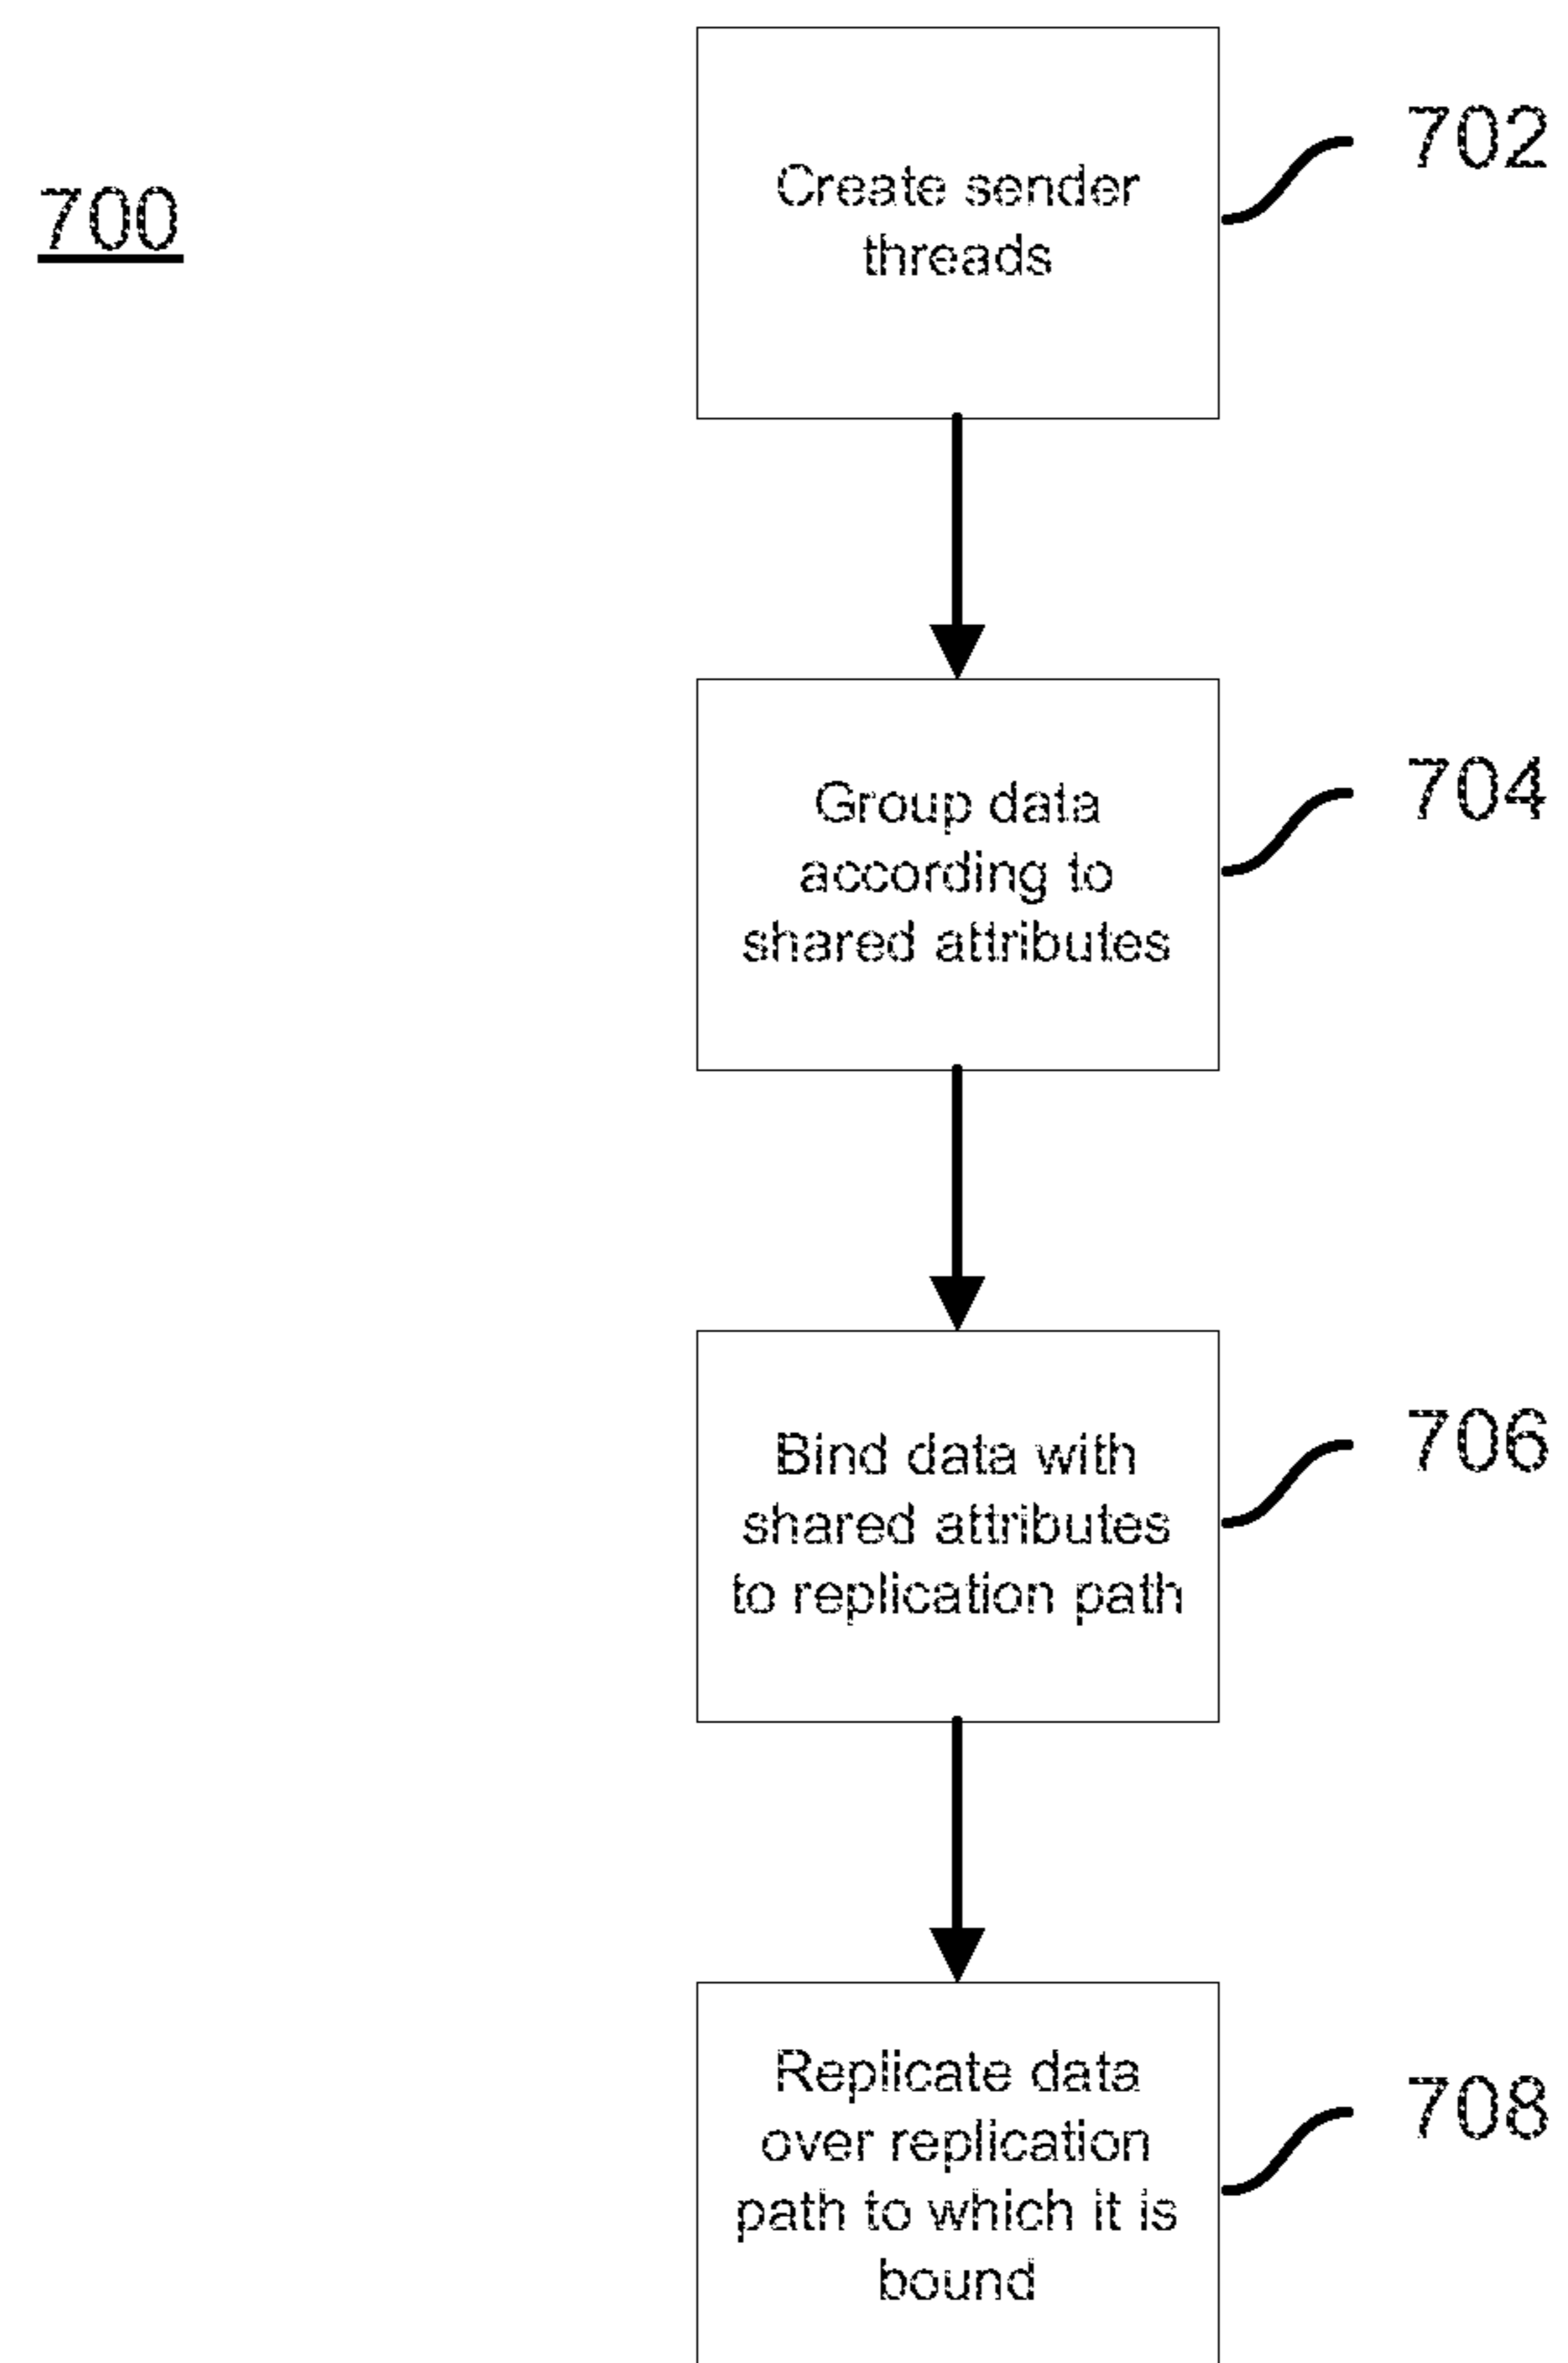 700
Create sender
threads
702
Group data
according to
shared attributes
704
Bind data with
shared attributes
to replication path
706
Replicate data
over replication
path to which it is
bound
708